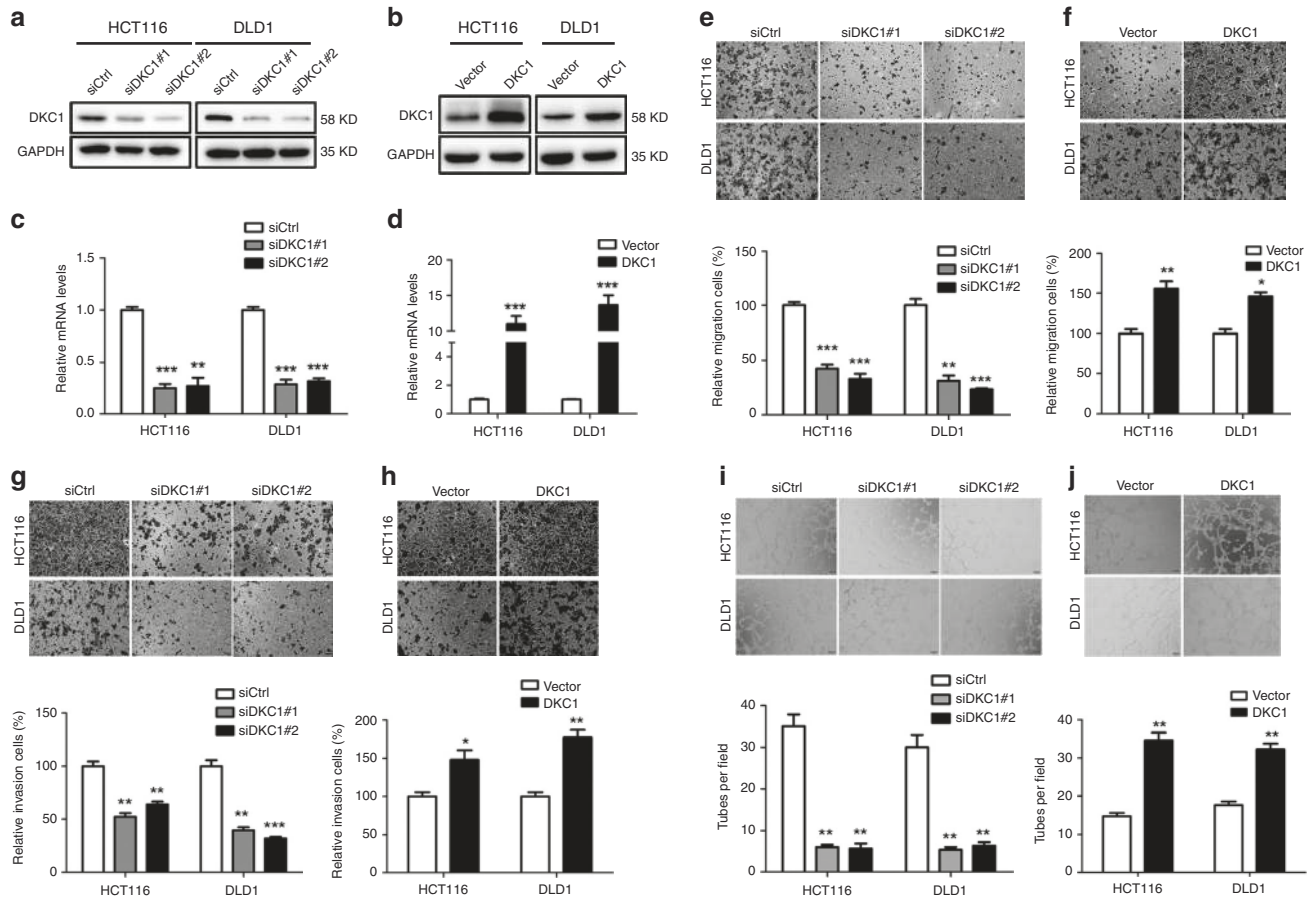 a
HCT116 DLD1
siCtrl siDKC1#1 siDKC1#2 siCtrl siDKC1#1 siDKC1#2
DKC1 58 KD
GAPDH 35 KD
b
HCT116 DLD1
Vector DKC1 Vector DKC1
DKC1 58 KD
GAPDH 35 KD
c
siCtrl
siDKC1#1
siDKC1#2
Relative mRNA levels
1.5
1.0
0.5
0.0
*** ** *** ***
HCT116 DLD1
d
Vector
DKC1
Relative mRNA levels
20
15
10
4
2
0
*** ***
HCT116 DLD1
e
siCtrl siDKC1#1 siDKC1#2
HCT116
DLD1
siCtrl
siDKC1#1
siDKC1#2
Relative migration cells (%)
150
100
50
0
*** *** ** ***
HCT116 DLD1
f
Vector DKC1
HCT116
DLD1
Vector
DKC1
Relative migration cells (%)
200
150
100
50
0
** *
HCT116 DLD1
g
siCtrl siDKC1#1 siDKC1#2
HCT116
DLD1
siCtrl
siDKC1#1
siDKC1#2
Relative invasion cells (%)
150
100
50
0
** ** ** ***
HCT116 DLD1
h
Vector DKC1
HCT116
DLD1
Vector
DKC1
Relative invasion cells (%)
200
150
100
50
0
* **
HCT116 DLD1
i
siCtrl siDKC1#1 siDKC1#2
HCT116
DLD1
siCtrl
siDKC1#1
siDKC1#2
Tubes per field
40
30
20
10
0
** ** ** **
HCT116 DLD1
j
Vector DKC1
HCT116
DLD1
Vector
DKC1
Tubes per field
40
30
20
10
0
** **
HCT116 DLD1